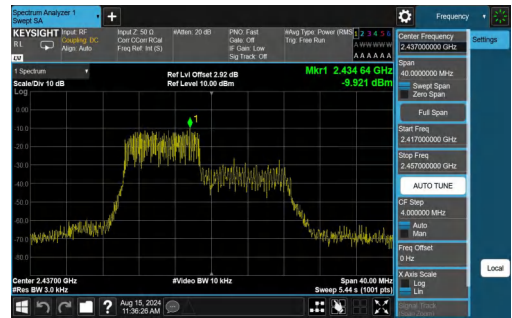 Spectrum Analyzer 1
Swept SA
Frequency
Settings
KEYSIGHT
RL
LV
Input: RF
Coupling: DC
Align: Auto
Input Z: 50 Ω
Corr CCorr RCal
Freq Ref: Int (S)
#Atten: 20 dB
PNO: Fast
Gate: Off
IF Gain: Low
Sig Track: Off
#Avg Type: Power (RMS
Trig: Free Run
1 2 3 4 5 6
A W W W W W
A A A A A A
1 Spectrum
Scale/Div 10 dB
Log
Ref Lvl Offset 2.92 dB
Ref Level 10.00 dBm
Mkr1 2.434 64 GHz
-9.921 dBm
1
0.00
-10.0
-20.0
-30.0
-40.0
-50.0
-60.0
-70.0
-80.0
Center 2.43700 GHz
#Res BW 3.0 kHz
#Video BW 10 kHz
Span 40.00 MHz
Sweep 5.44 s (1001 pts)
Center Frequency
2.437000000 GHz
Span
40.0000000 MHz
Swept Span
Zero Span
Full Span
Start Freq
2.417000000 GHz
Stop Freq
2.457000000 GHz
AUTO TUNE
CF Step
4.000000 MHz
Auto
Man
Freq Offset
0 Hz
X Axis Scale
Log
Lin
Signal Track
Local
Aug 15, 2024
11:36:26 AM